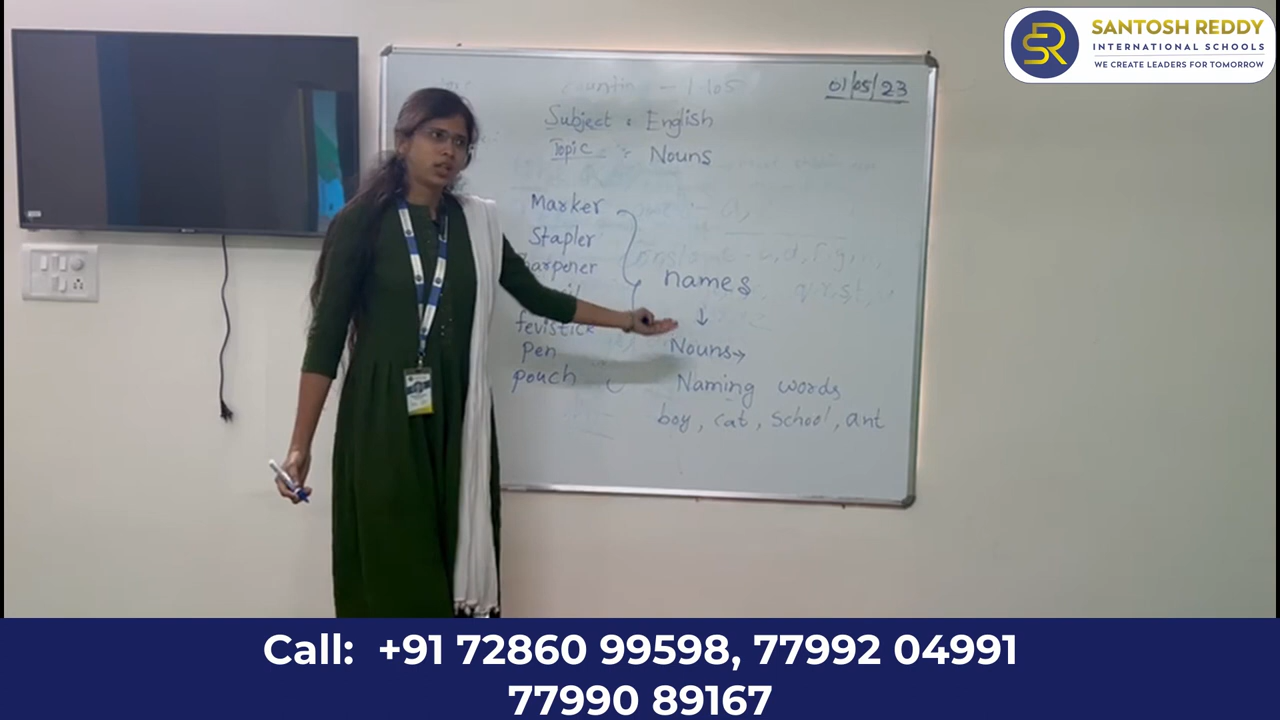 SANTOSH REDDY
INTERNATIONAL SCHOOLS
WE CREATE LEADERS FOR TOMORROW
01/05/23
Subject : English
Topic :- Nouns
Marker
Stapler
arpener
fevistick
Pen
pouch
names
↓
Nouns→
Naming words
boy, cat, School, ant
Call: +91 72860 99598, 77992 04991
77990 89167